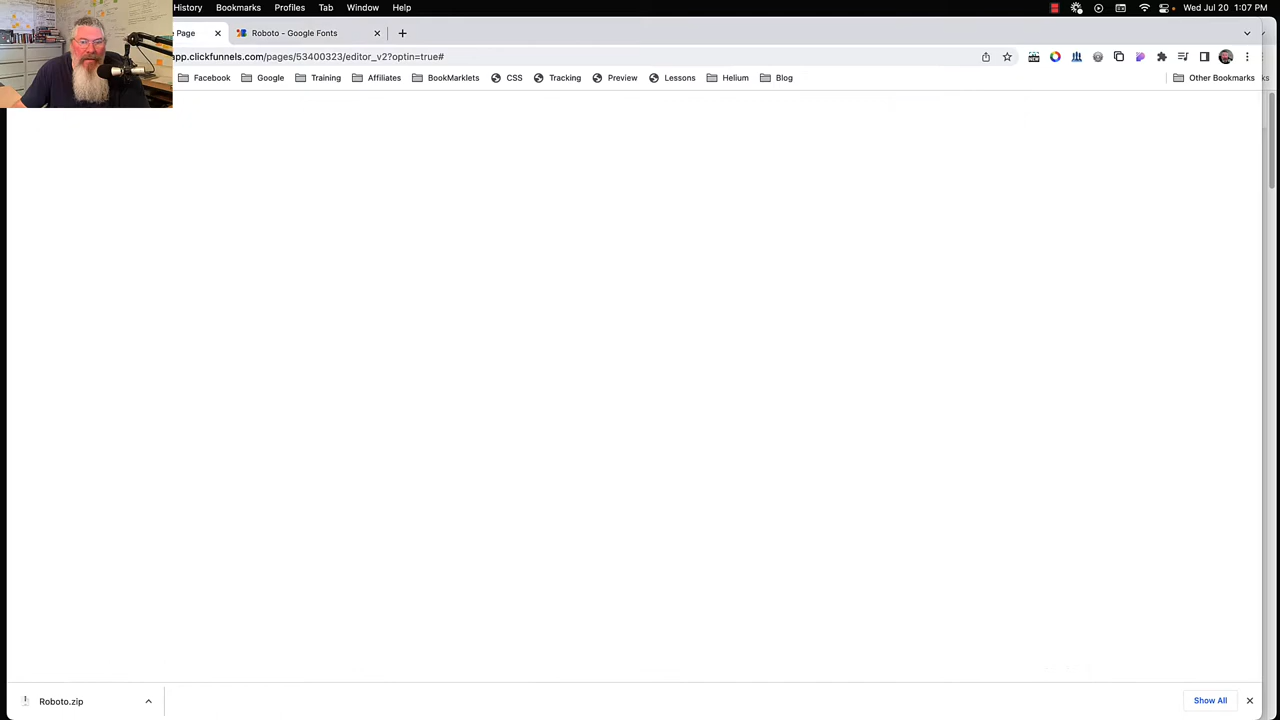 History Bookmarks Profiles Tab Window Help Wed Jul 20 1:07 PM
Page Roboto - Google Fonts
app.clickfunnels.com/pages/53400323/editor_v2?optin=true#
Facebook Google Training Affiliates BookMarklets CSS Tracking Preview Lessons Helium Blog Other Bookmarks ks
Roboto.zip Show All